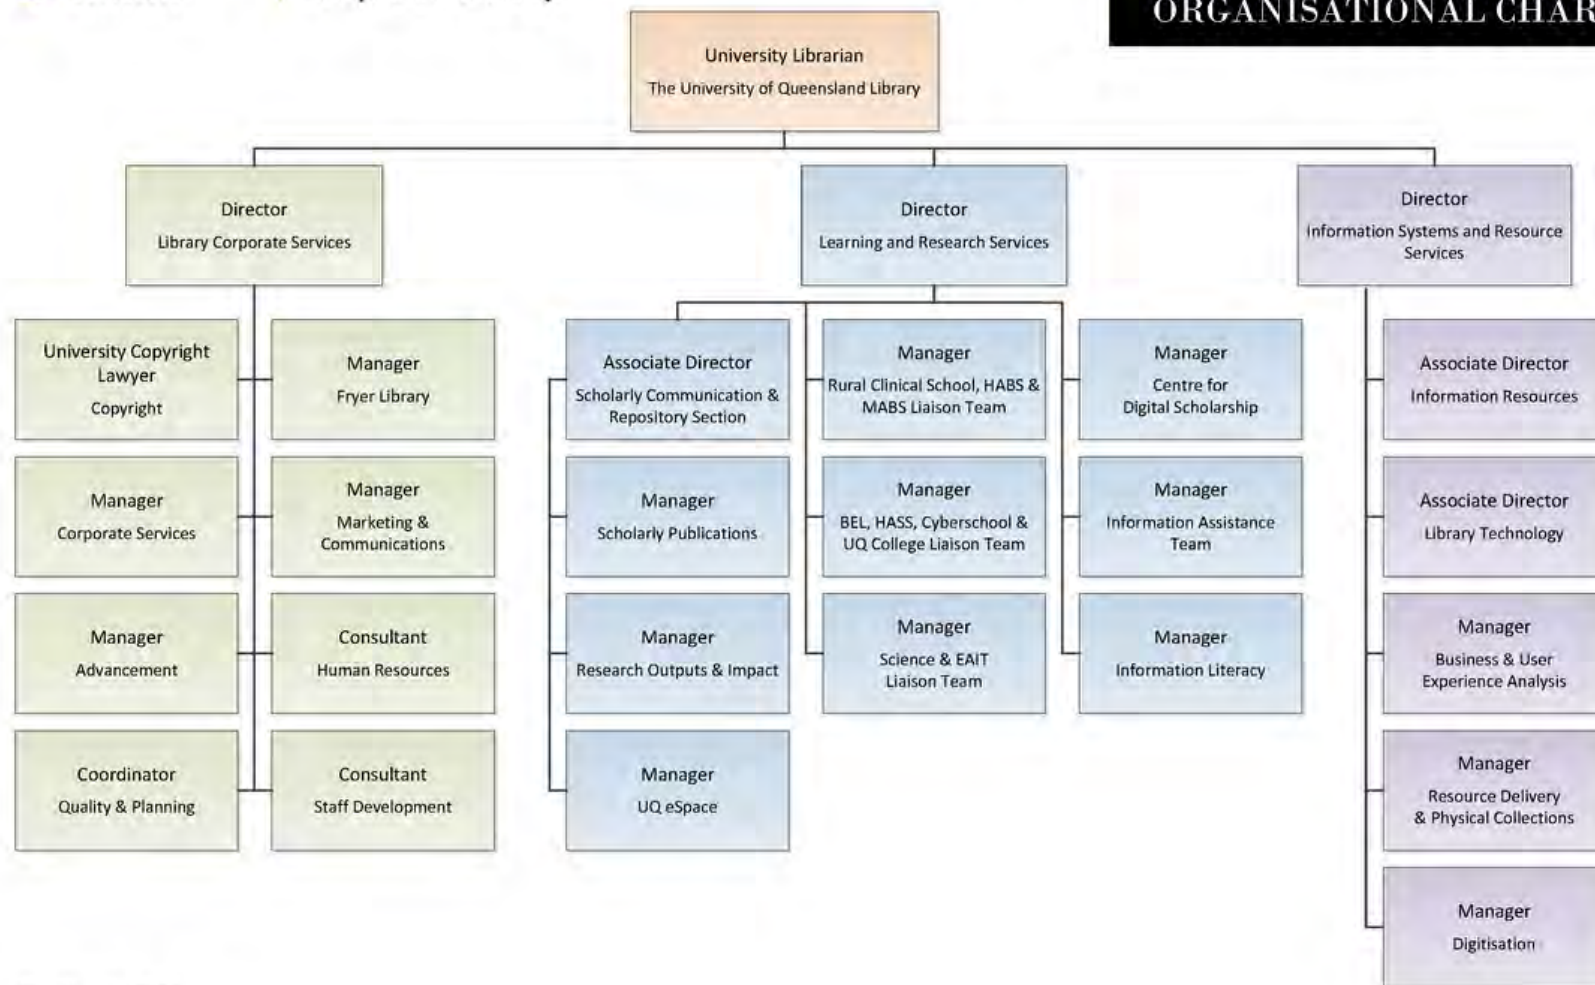 ORGANISATIONAL CHAR
University Librarian
The University of Queensland Library
Director
Library Corporate Services
Director
Learning and Research Services
Director
Information Systems and Resource
Services
University Copyright
Lawyer
Copyright
Manager
Fryer Library
Manager
Corporate Services
Manager
Marketing &
Communications
Manager
Advancement
Consultant
Human Resources
Coordinator
Quality & Planning
Consultant
Staff Development
Associate Director
Scholarly Communication &
Repository Section
Manager
Scholarly Publications
Manager
Research Outputs & Impact
Manager
UQ eSpace
Manager
Rural Clinical School, HABS &
MABS Liaison Team
Manager
BEL, HASS, Cyberschool &
UQ College Liaison Team
Manager
Science & EAIT
Liaison Team
Manager
Centre for
Digital Scholarship
Manager
Information Assistance
Team
Manager
Information Literacy
Associate Director
Information Resources
Associate Director
Library Technology
Manager
Business & User
Experience Analysis
Manager
Resource Delivery
& Physical Collections
Manager
Digitisation